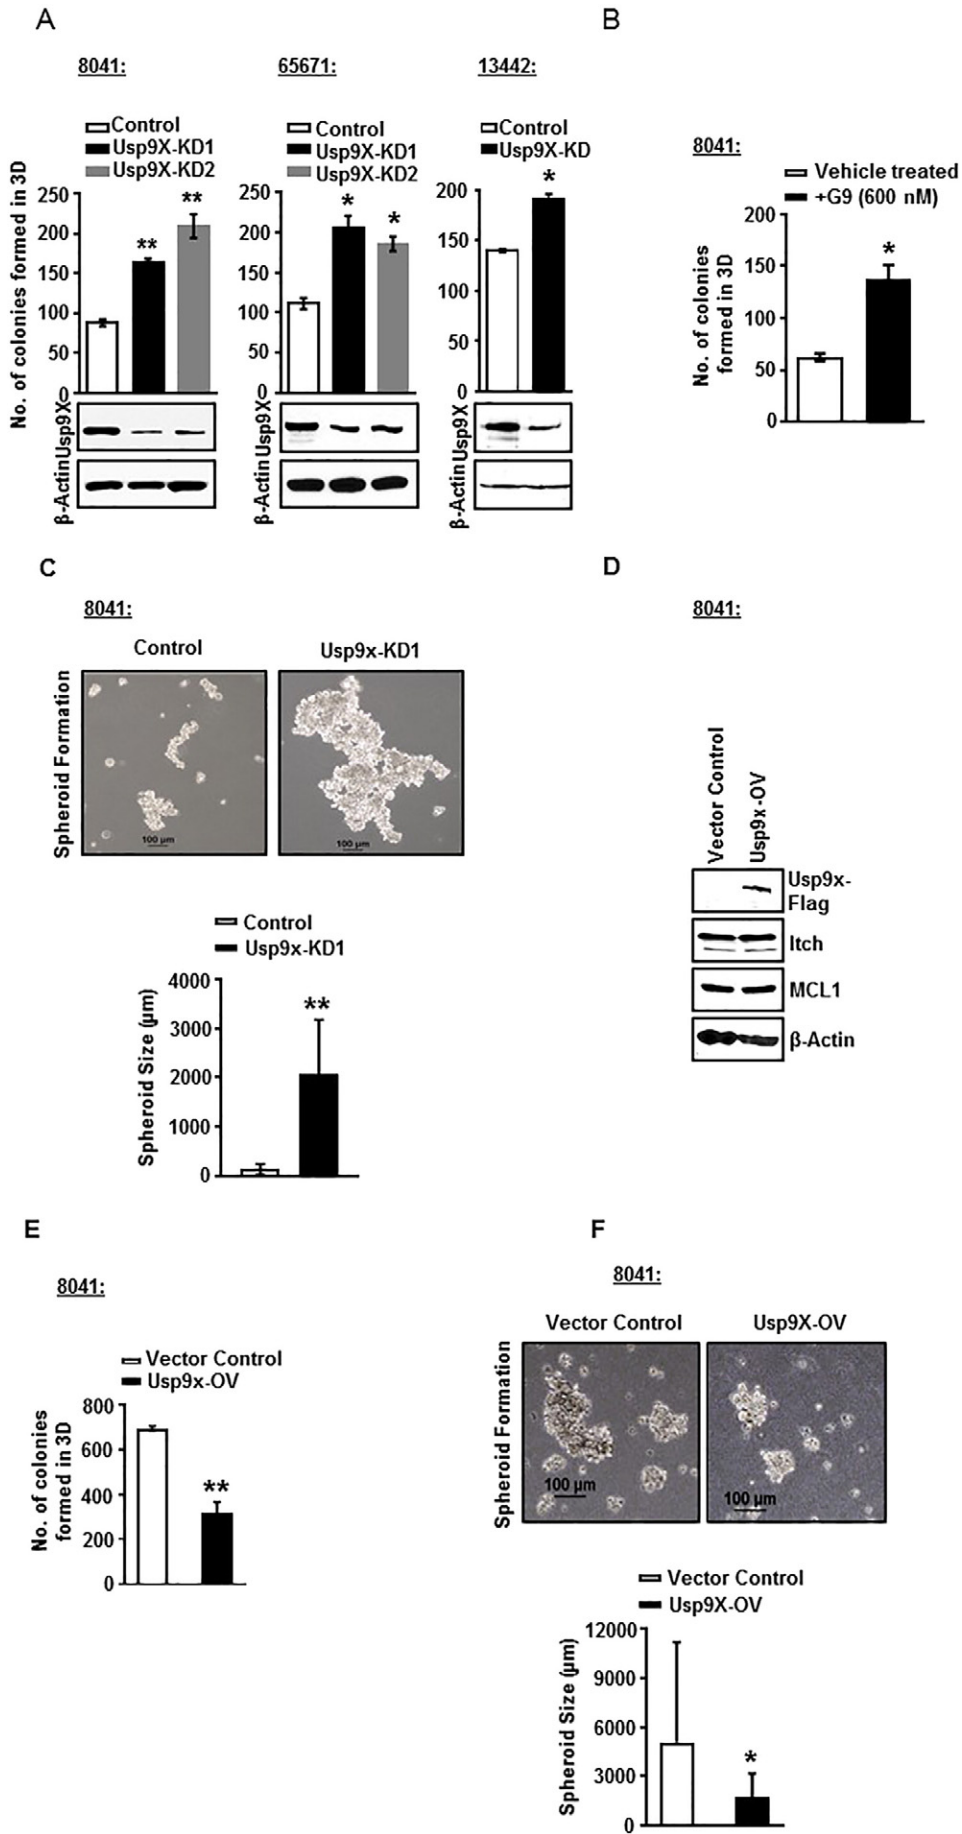 A
8041:
Control
Usp9X-KD1
Usp9X-KD2
No. of colonies formed in 3D
250
200
150
100
50
0
**
**
Usp9X
β-Actin
65671:
Control
Usp9X-KD1
Usp9X-KD2
250
200
150
100
50
0
*
*
Usp9X
β-Actin
13442:
Control
Usp9X-KD
200
150
100
50
0
*
Usp9X
β-Actin
B
8041:
Vehicle treated
+G9 (600 nM)
No. of colonies
formed in 3D
200
150
100
50
0
*
C
8041:
Control
Usp9x-KD1
Spheroid Formation
100 µm
100 µm
Control
Usp9x-KD1
Spheroid Size (µm)
4000
3000
2000
1000
0
**
D
8041:
Vector Control
Usp9x-OV
Usp9x-
Flag
Itch
MCL1
β-Actin
E
8041:
Vector Control
Usp9x-OV
No. of colonies
formed in 3D
800
600
400
200
0
**
F
8041:
Vector Control
Usp9X-OV
Spheroid Formation
100 µm
100 µm
Vector Control
Usp9X-OV
Spheroid Size (µm)
12000
9000
6000
3000
0
*